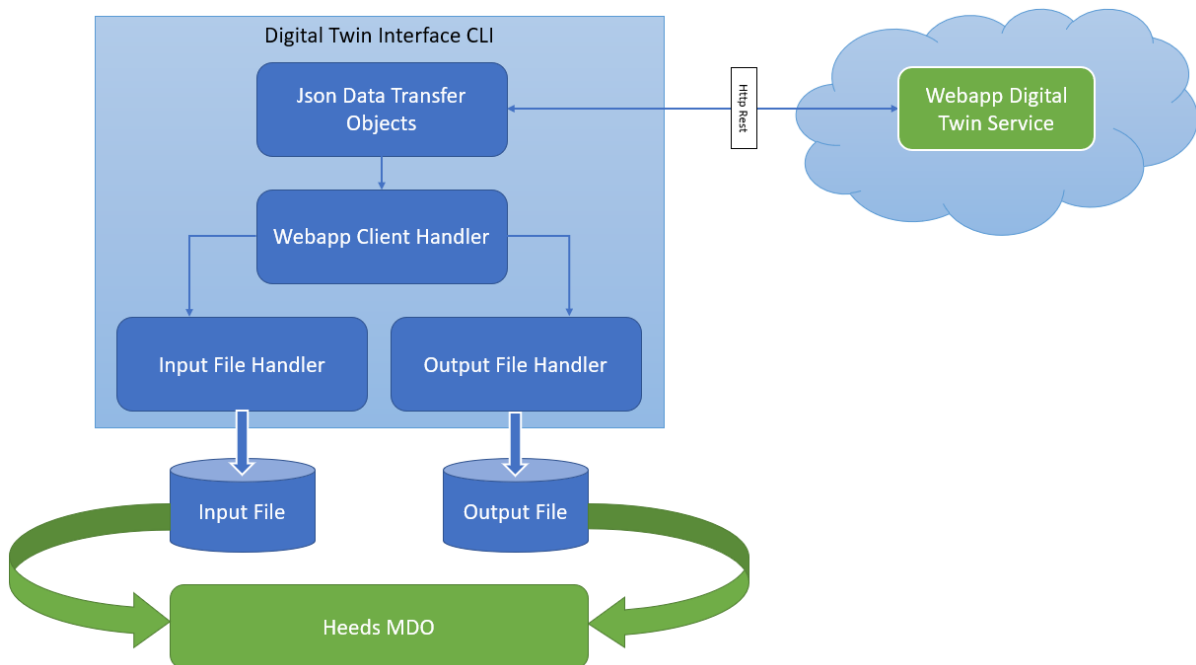 Digital Twin Interface CLI
Json Data Transfer
Objects
Http Rest
Webapp Digital
Twin Service
Webapp Client Handler
Input File Handler
Output File Handler
Input File
Output File
Heeds MDO